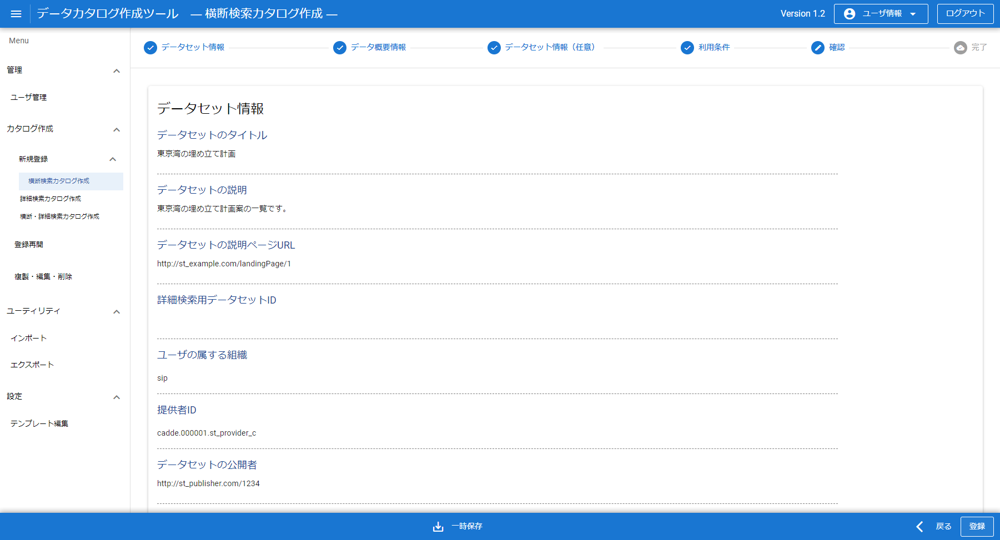 データカタログ作成ツール — 横断検索カタログ作成 —
Version 1.2
ユーザ情報
ログアウト
Menu
管理
ユーザ管理
カタログ作成
新規登録
横断検索カタログ作成
詳細検索カタログ作成
横断・詳細検索カタログ作成
登録再開
複製・編集・削除
ユーティリティ
インポート
エクスポート
設定
テンプレート編集
データセット情報
データ概要情報
データセット情報（任意）
利用条件
確認
完了
データセット情報
データセットのタイトル
東京湾の埋め立て計画
データセットの説明
東京湾の埋め立て計画案の一覧です。
データセットの説明ページURL
http://st_example.com/landingPage/1
詳細検索用データセットID
ユーザの属する組織
sip
提供者ID
cadde.000001.st_provider_c
データセットの公開者
http://st_publisher.com/1234
一時保存
戻る
登録